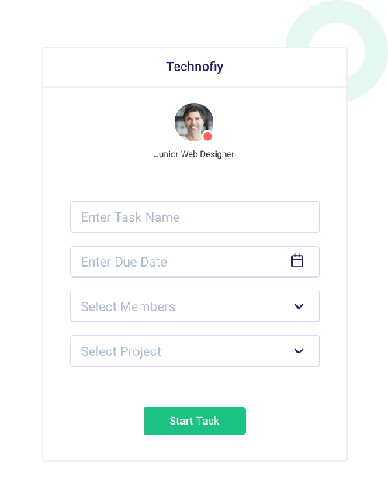 Technofiy
Junior Web Designer
Enter Task Name
Enter Due Date
Select Members
Select Project
Start Task